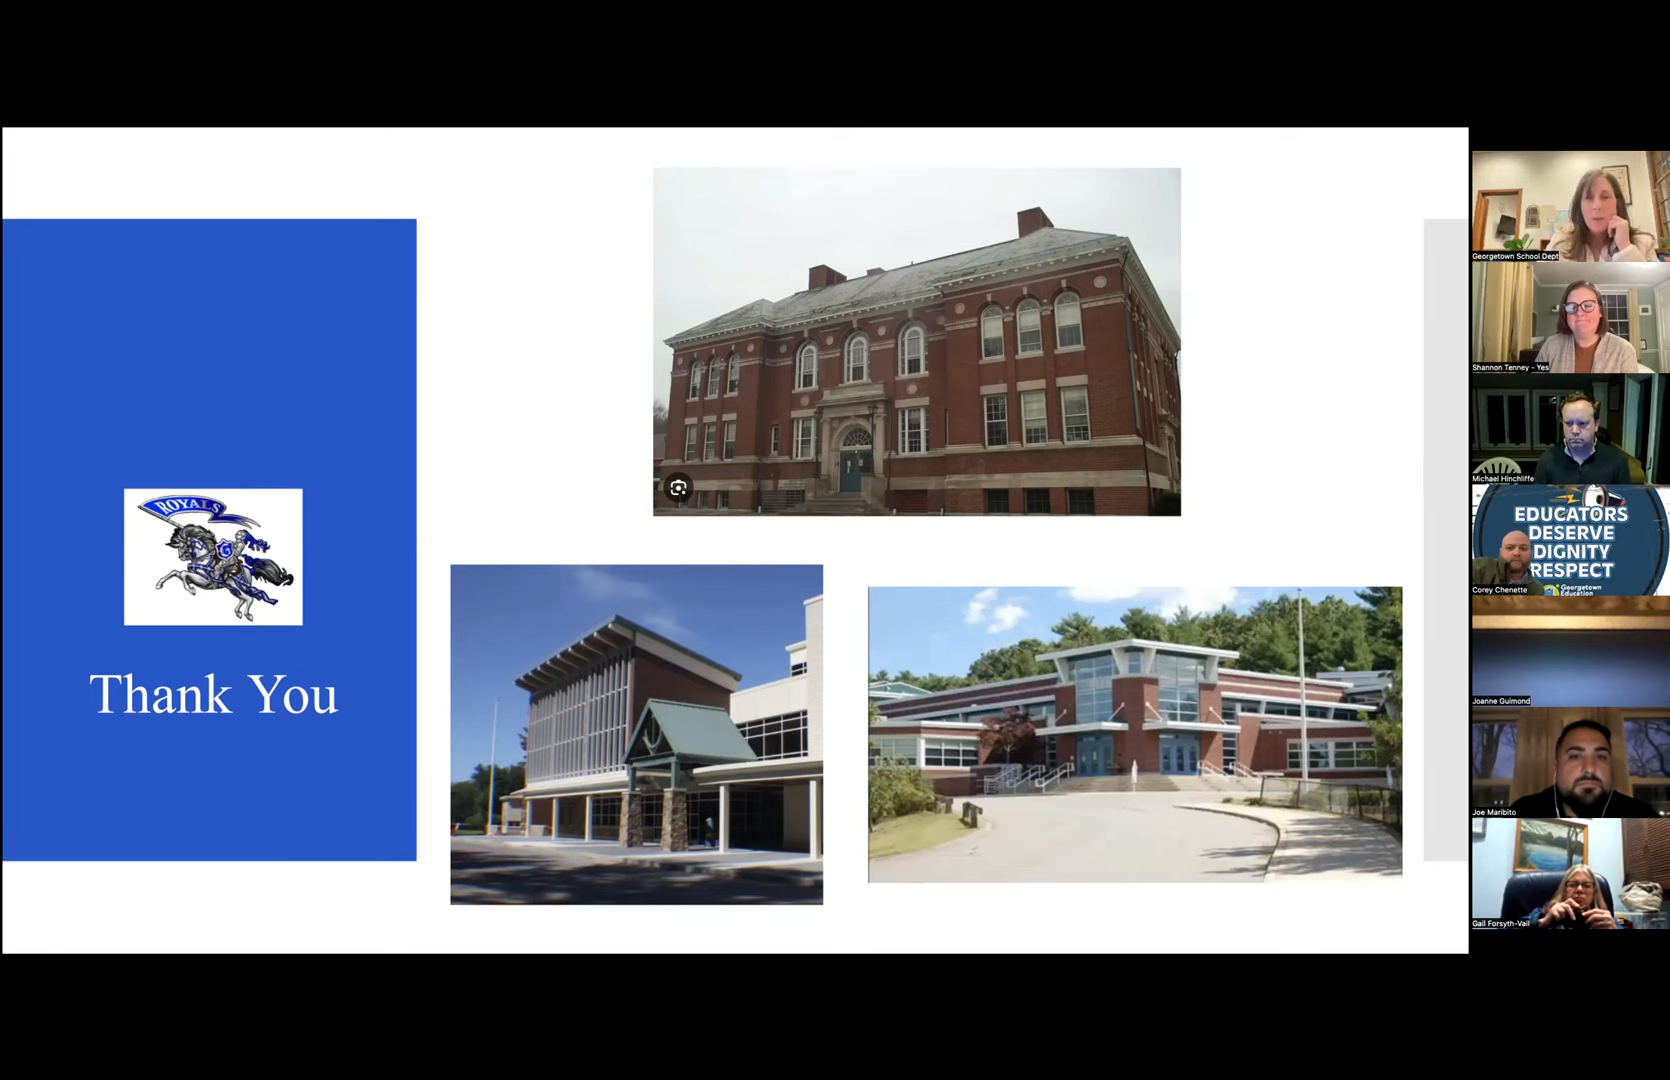 ROYALS
G
Thank You
Georgetown School Dept
Shannon Tenney - Yes
Michael Hinchliffe
EDUCATORS
DESERVE
DIGNITY
RESPECT
Georgetown
Education
Corey Chenette
Joanne Guimond
Joe Maribito
Gail Forsyth-Vail